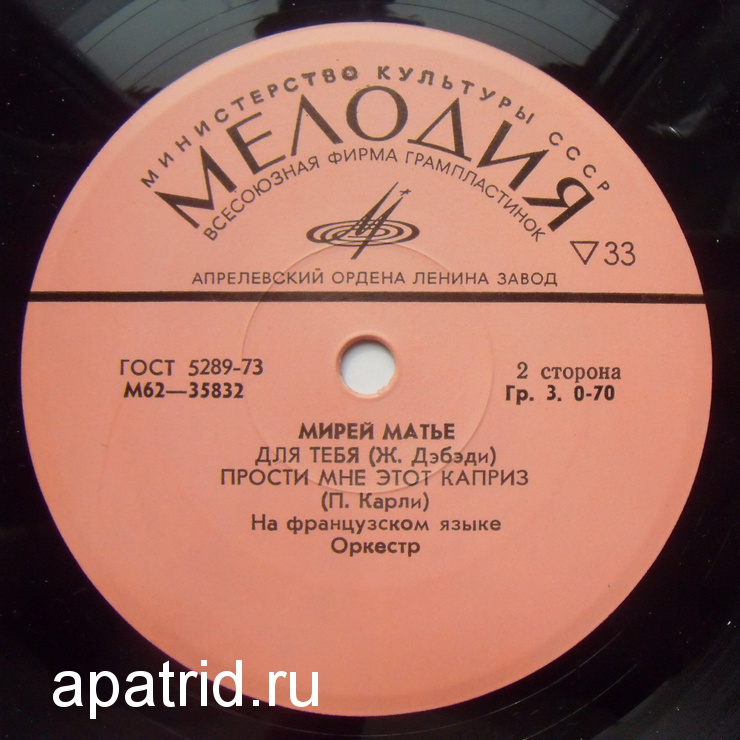 МИНИСТЕРСТВО КУЛЬТУРЫ СССР
МЕЛОДИЯ
ВСЕСОЮЗНАЯ ФИРМА ГРАМПЛАСТИНОК
▽33
АПРЕЛЕВСКИЙ ОРДЕНА ЛЕНИНА ЗАВОД
ГОСТ 5289-73
М62—35832
2 сторона
Гр. 3. 0-70
МИРЕЙ МАТЬЕ
ДЛЯ ТЕБЯ (Ж. Дэбэди)
ПРОСТИ МНЕ ЭТОТ КАПРИЗ
(П. Карли)
На французском языке
Оркестр
apatrid.ru